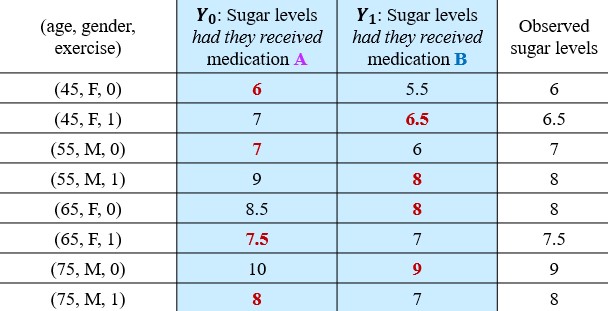 (age, gender, exercise) Y₀: Sugar levels had they received medication A Y₁: Sugar levels had they received medication B Observed sugar levels
(45, F, 0) 6 5.5 6
(45, F, 1) 7 6.5 6.5
(55, M, 0) 7 6 7
(55, M, 1) 9 8 8
(65, F, 0) 8.5 8 8
(65, F, 1) 7.5 7 7.5
(75, M, 0) 10 9 9
(75, M, 1) 8 7 8